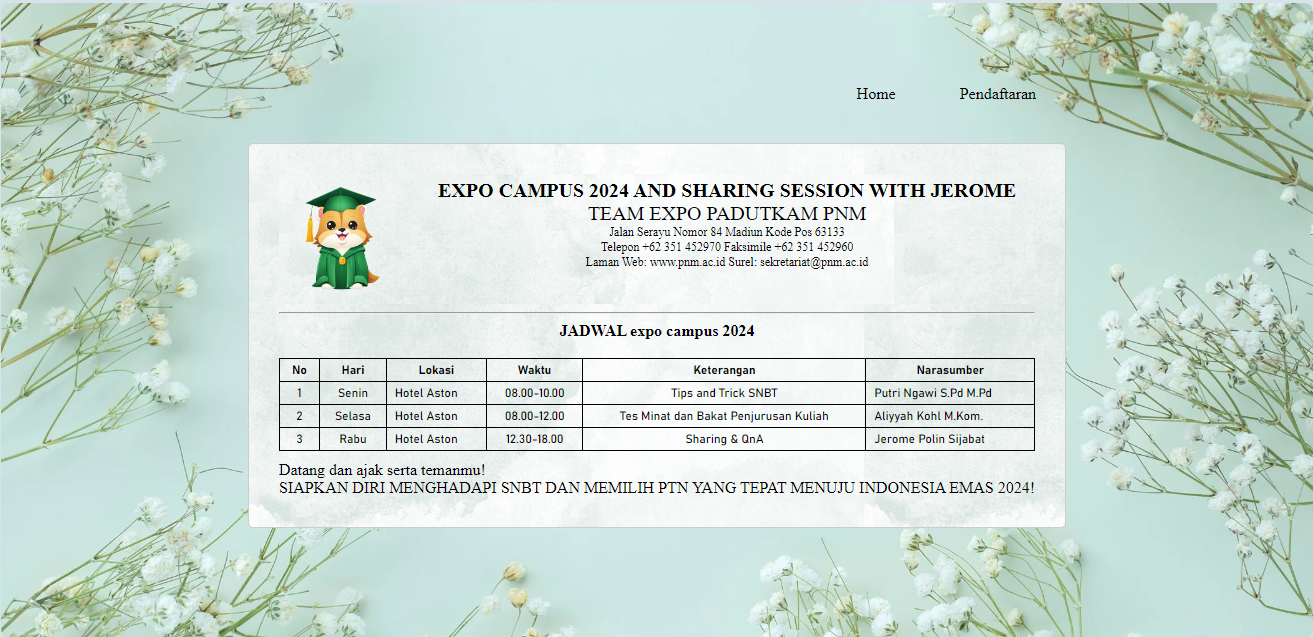 Home Pendaftaran
EXPO CAMPUS 2024 AND SHARING SESSION WITH JEROME
TEAM EXPO PADUTKAM PNM
Jalan Serayu Nomor 84 Madiun Kode Pos 63133
Telepon +62 351 452970 Faksimile +62 351 452960
Laman Web: www.pnm.ac.id Surel: sekretariat@pnm.ac.id
JADWAL expo campus 2024
No Hari Lokasi Waktu Keterangan Narasumber
1 Senin Hotel Aston 08.00-10.00 Tips and Trick SNBT Putri Ngawi S.Pd M.Pd
2 Selasa Hotel Aston 08.00-12.00 Tes Minat dan Bakat Penjurusan Kuliah Aliyyah Kohl M.Kom.
3 Rabu Hotel Aston 12.30-18.00 Sharing & QnA Jerome Polin Sijabat
Datang dan ajak serta temanmu!
SIAPKAN DIRI MENGHADAPI SNBT DAN MEMILIH PTN YANG TEPAT MENUJU INDONESIA EMAS 2024!